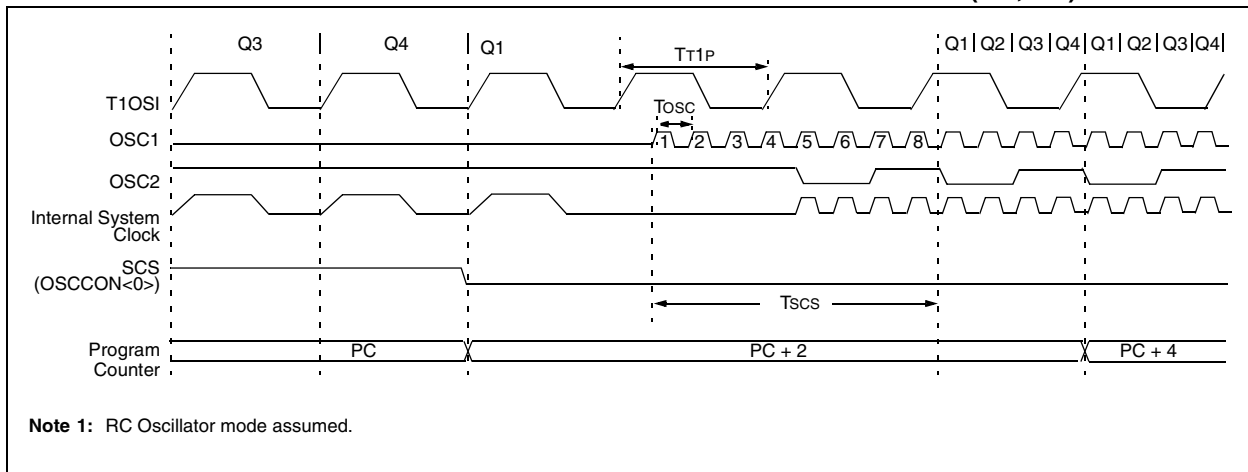 Q3 Q4 Q1 Q1 Q2 Q3 Q4 Q1 Q2 Q3 Q4
TT1P
T1OSI
TOSC
OSC1
1 2 3 4 5 6 7 8
OSC2
Internal System
Clock
SCS
(OSCCON<0>)
TSCS
Program
Counter
PC PC + 2 PC + 4
Note 1: RC Oscillator mode assumed.